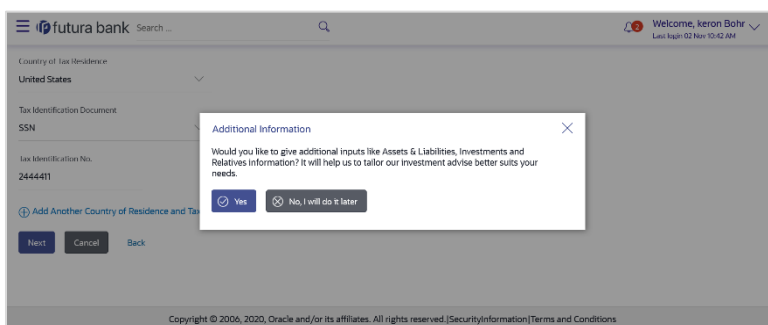 futura bank Search ...
2
Welcome, keron Bohr
Last login 02 Nov 10:42 AM
Country of Tax Residence
United States
Tax Identification Document
SSN
Tax Identification No.
2444411
Add Another Country of Residence and Tax
Next Cancel Back
Additional Information
Would you like to give additional inputs like Assets & Liabilities, Investments and
Relatives information? It will help us to tailor our investment advise better suits your
needs.
Yes No, I will do it later
Copyright © 2006, 2020, Oracle and/or its affiliates. All rights reserved.|SecurityInformation|Terms and Conditions